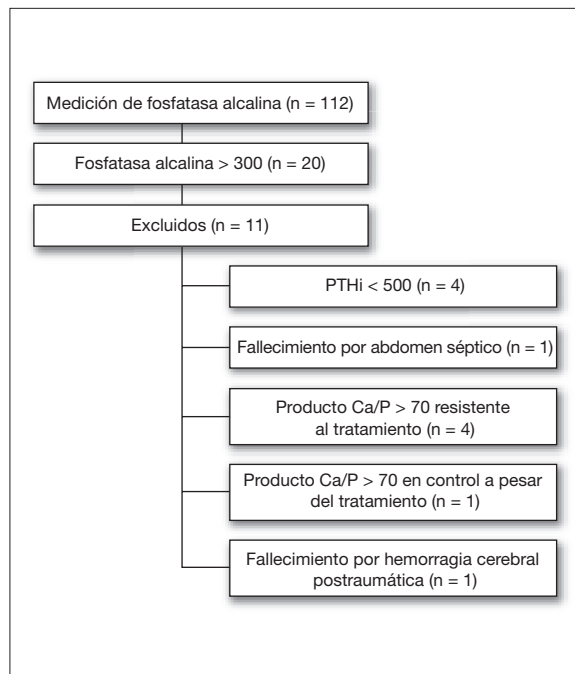 Medición de fosfatasa alcalina (n = 112)
Fosfatasa alcalina > 300 (n = 20)
Excluidos (n = 11)
PTHi < 500 (n = 4)
Fallecimiento por abdomen séptico (n = 1)
Producto Ca/P > 70 resistente
al tratamiento (n = 4)
Producto Ca/P > 70 en control a pesar
del tratamiento (n = 1)
Fallecimiento por hemorragia cerebral
postraumática (n = 1)